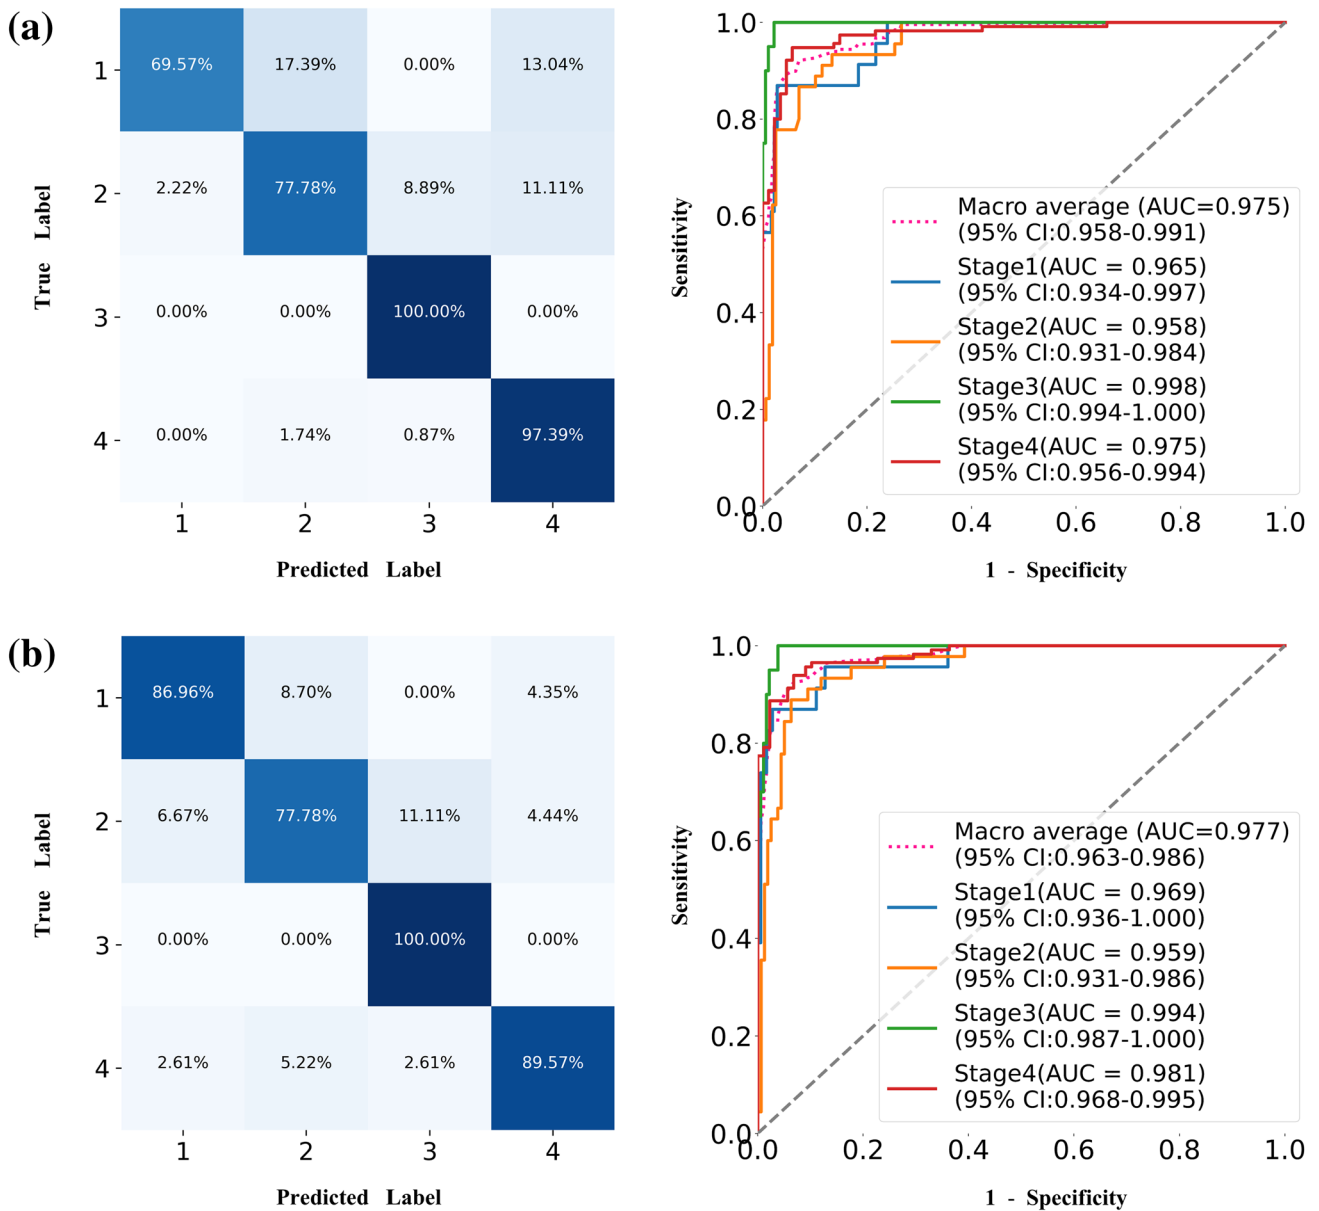 (a)
True Label
1
2
3
4
69.57% 17.39% 0.00% 13.04%
2.22% 77.78% 8.89% 11.11%
0.00% 0.00% 100.00% 0.00%
0.00% 1.74% 0.87% 97.39%
1 2 3 4
Predicted Label
Sensitivity
1.0
0.8
0.6
0.4
0.2
0.0
Macro average (AUC=0.975)
(95% CI:0.958-0.991)
Stage1(AUC = 0.965)
(95% CI:0.934-0.997)
Stage2(AUC = 0.958)
(95% CI:0.931-0.984)
Stage3(AUC = 0.998)
(95% CI:0.994-1.000)
Stage4(AUC = 0.975)
(95% CI:0.956-0.994)
0.0 0.2 0.4 0.6 0.8 1.0
1 - Specificity
(b)
True Label
1
2
3
4
86.96% 8.70% 0.00% 4.35%
6.67% 77.78% 11.11% 4.44%
0.00% 0.00% 100.00% 0.00%
2.61% 5.22% 2.61% 89.57%
1 2 3 4
Predicted Label
Sensitivity
1.0
0.8
0.6
0.4
0.2
0.0
Macro average (AUC=0.977)
(95% CI:0.963-0.986)
Stage1(AUC = 0.969)
(95% CI:0.936-1.000)
Stage2(AUC = 0.959)
(95% CI:0.931-0.986)
Stage3(AUC = 0.994)
(95% CI:0.987-1.000)
Stage4(AUC = 0.981)
(95% CI:0.968-0.995)
0.0 0.2 0.4 0.6 0.8 1.0
1 - Specificity